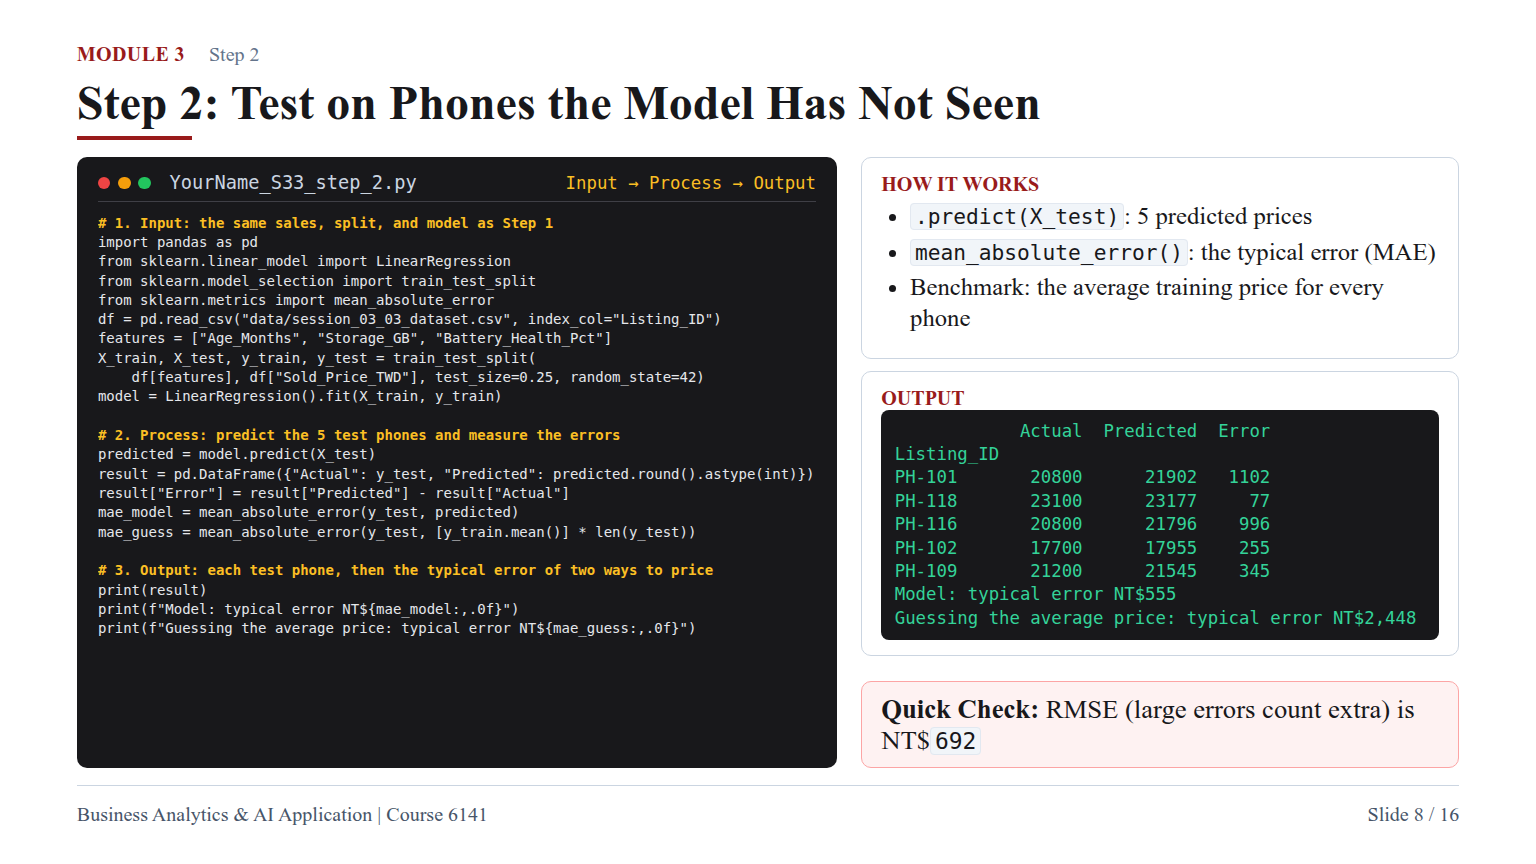 MODULE 3 Step 2
Step 2: Test on Phones the Model Has Not Seen
YourName_S33_step_2.py Input → Process → Output
# 1. Input: the same sales, split, and model as Step 1
import pandas as pd
from sklearn.linear_model import LinearRegression
from sklearn.model_selection import train_test_split
from sklearn.metrics import mean_absolute_error
df = pd.read_csv("data/session_03_03_dataset.csv", index_col="Listing_ID")
features = ["Age_Months", "Storage_GB", "Battery_Health_Pct"]
X_train, X_test, y_train, y_test = train_test_split(
    df[features], df["Sold_Price_TWD"], test_size=0.25, random_state=42)
model = LinearRegression().fit(X_train, y_train)
# 2. Process: predict the 5 test phones and measure the errors
predicted = model.predict(X_test)
result = pd.DataFrame({"Actual": y_test, "Predicted": predicted.round().astype(int)})
result["Error"] = result["Predicted"] - result["Actual"]
mae_model = mean_absolute_error(y_test, predicted)
mae_guess = mean_absolute_error(y_test, [y_train.mean()] * len(y_test))
# 3. Output: each test phone, then the typical error of two ways to price
print(result)
print(f"Model: typical error NT${mae_model:,.0f}")
print(f"Guessing the average price: typical error NT${mae_guess:,.0f}")
HOW IT WORKS
• .predict(X_test): 5 predicted prices
• mean_absolute_error(): the typical error (MAE)
• Benchmark: the average training price for every
phone
OUTPUT
Actual Predicted Error
Listing_ID
PH-101 20800 21902 1102
PH-118 23100 23177 77
PH-116 20800 21796 996
PH-102 17700 17955 255
PH-109 21200 21545 345
Model: typical error NT$555
Guessing the average price: typical error NT$2,448
Quick Check: RMSE (large errors count extra) is
NT$692
Business Analytics & AI Application | Course 6141
Slide 8 / 16